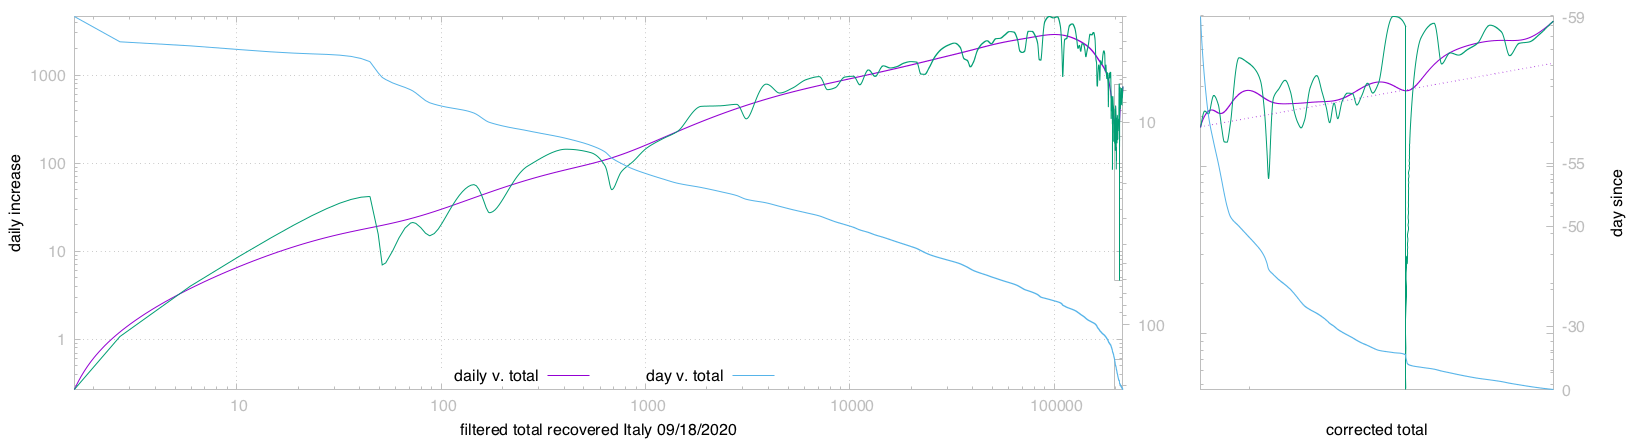 1000
100
10
1
daily increase
10
100
1000
10000
100000
10
100
daily v. total
day v. total
filtered total recovered Italy 09/18/2020
-59
-55
-50
-30
0
day since
corrected total